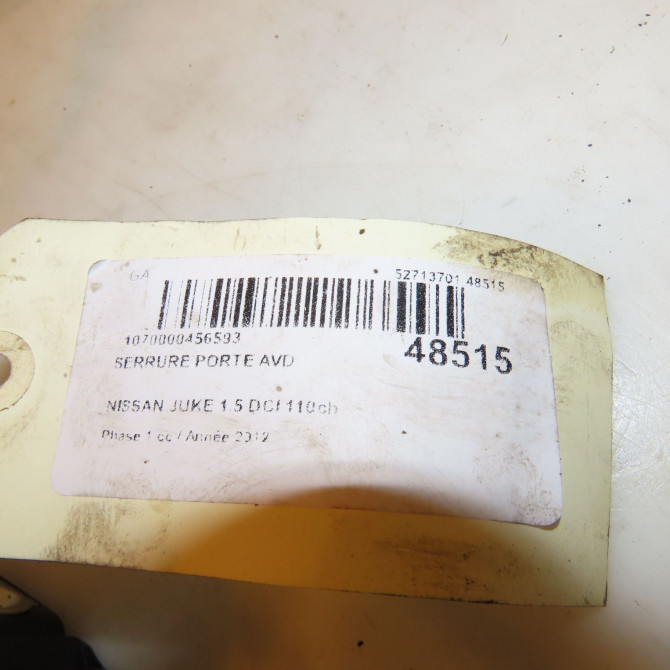 GA 52713701 48515
1070000456593
48515
SERRURE PORTE AVD
NISSAN JUKE 1.5 DCI 110ch
Phase 1 cc / Année 2012